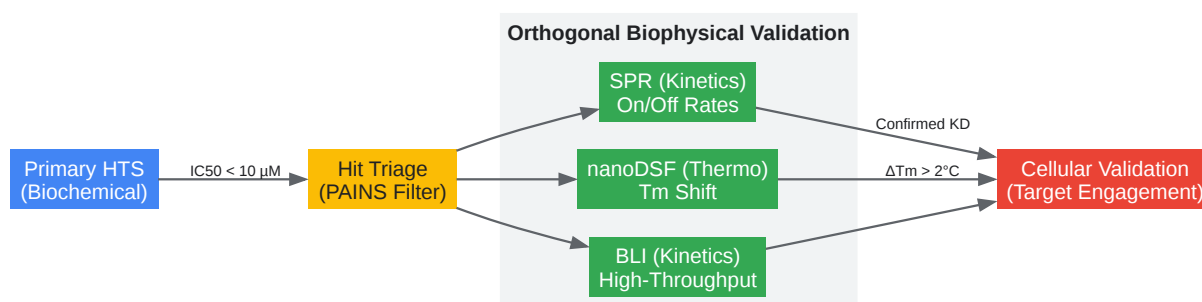 Orthogonal Biophysical Validation
Primary HTS
(Biochemical)
IC50 < 10 µM
Hit Triage
(PAINS Filter)
SPR (Kinetics)
On/Off Rates
nanoDSF (Thermo)
Tm Shift
BLI (Kinetics)
High-Throughput
Confirmed KD
ΔTm > 2°C
Cellular Validation
(Target Engagement)